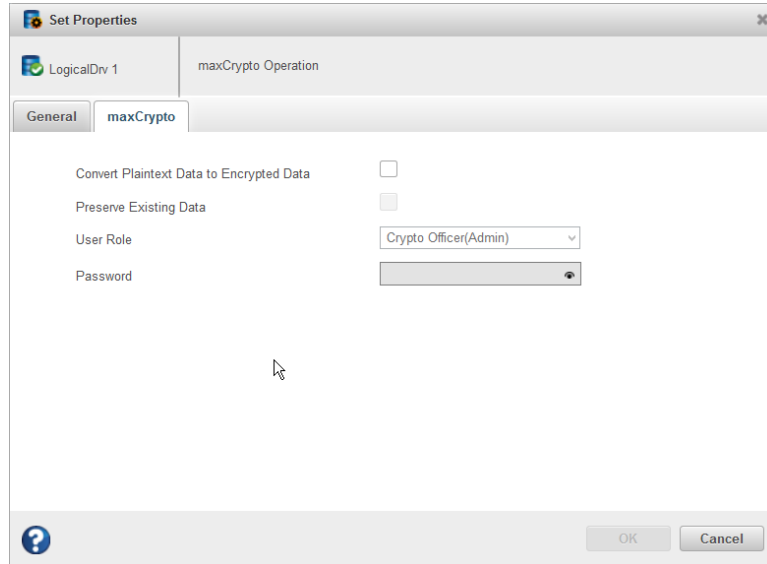 Set Properties
LogicalDrv 1
maxCrypto Operation
General
maxCrypto
Convert Plaintext Data to Encrypted Data
Preserve Existing Data
User Role
Crypto Officer(Admin)
Password
OK
Cancel